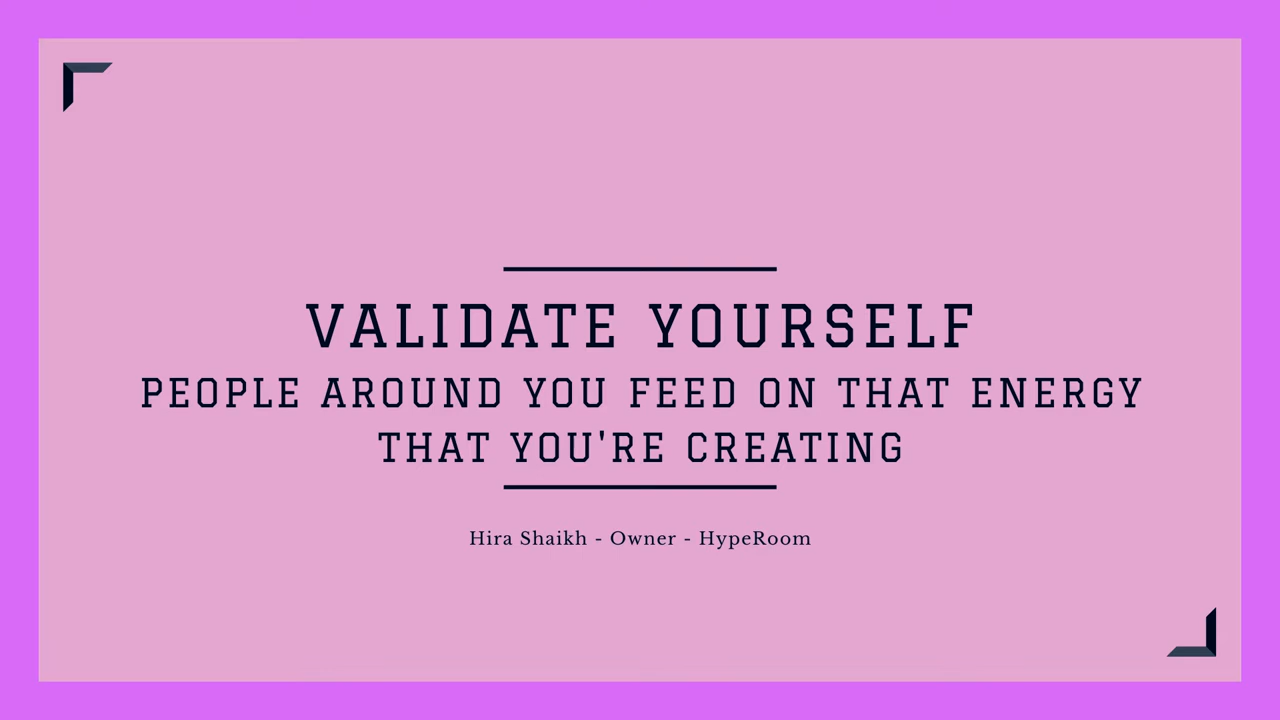 VALIDATE YOURSELF
PEOPLE AROUND YOU FEED ON THAT ENERGY
THAT YOU'RE CREATING
Hira Shaikh - Owner - HypeRoom